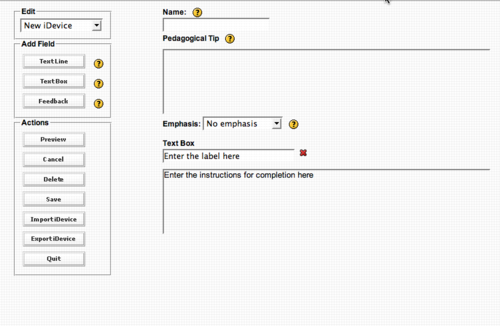 Edit
New iDevice
Add Field
Text Line
Text Box
Feedback
Actions
Preview
Cancel
Delete
Save
Import iDevice
Export iDevice
Quit
Name: ?
Pedagogical Tip ?
Emphasis: No emphasis ?
Text Box
Enter the label here
Enter the instructions for completion here